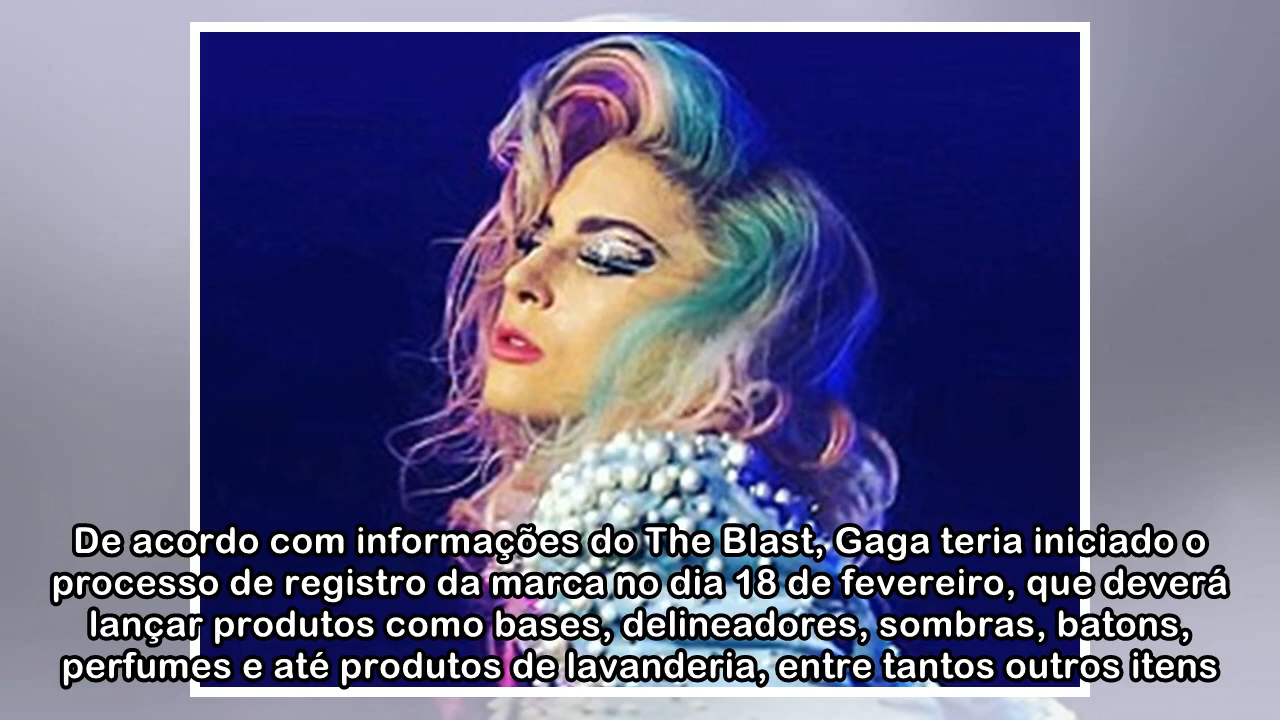 De acordo com informações do The Blast, Gaga teria iniciado o
processo de registro da marca no dia 18 de fevereiro, que deverá
lançar produtos como bases, delineadores, sombras, batons,
perfumes e até produtos de lavanderia, entre tantos outros itens